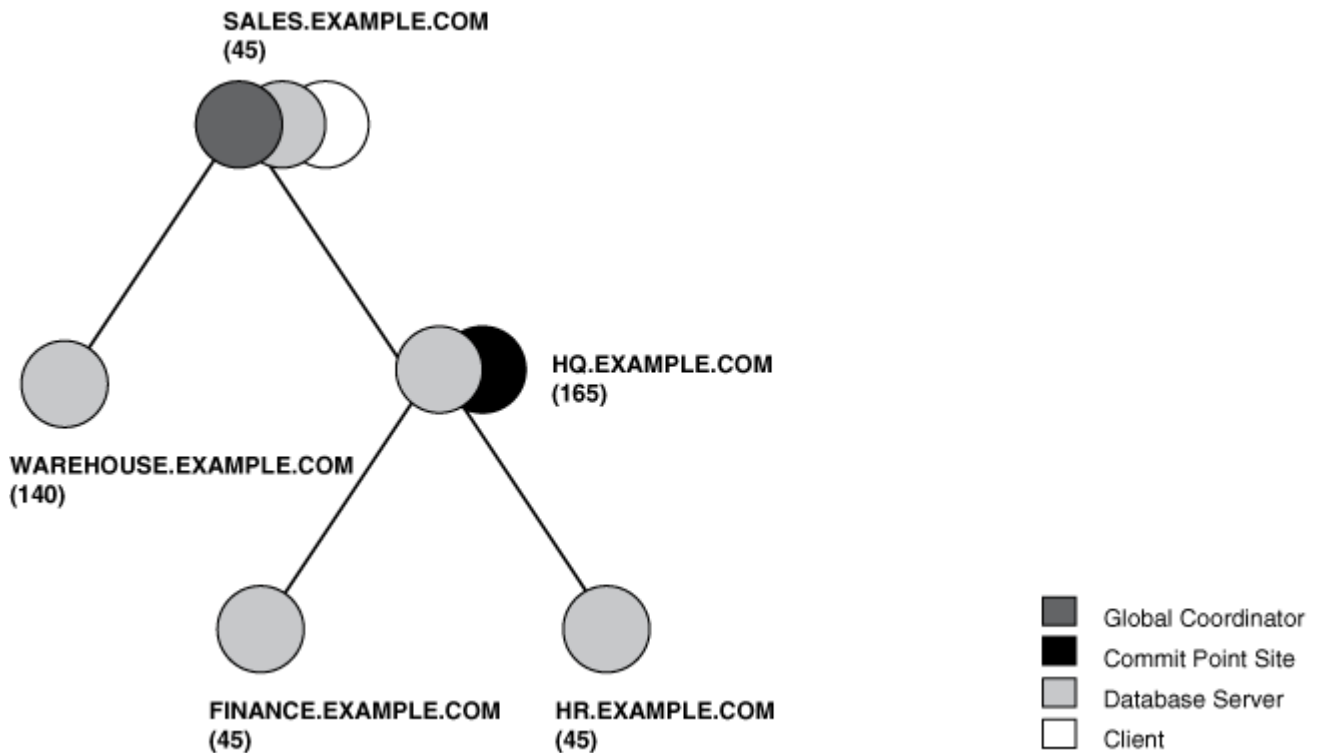 SALES.EXAMPLE.COM
(45)
HQ.EXAMPLE.COM
(165)
WAREHOUSE.EXAMPLE.COM
(140)
FINANCE.EXAMPLE.COM
(45)
HR.EXAMPLE.COM
(45)
Global Coordinator
Commit Point Site
Database Server
Client